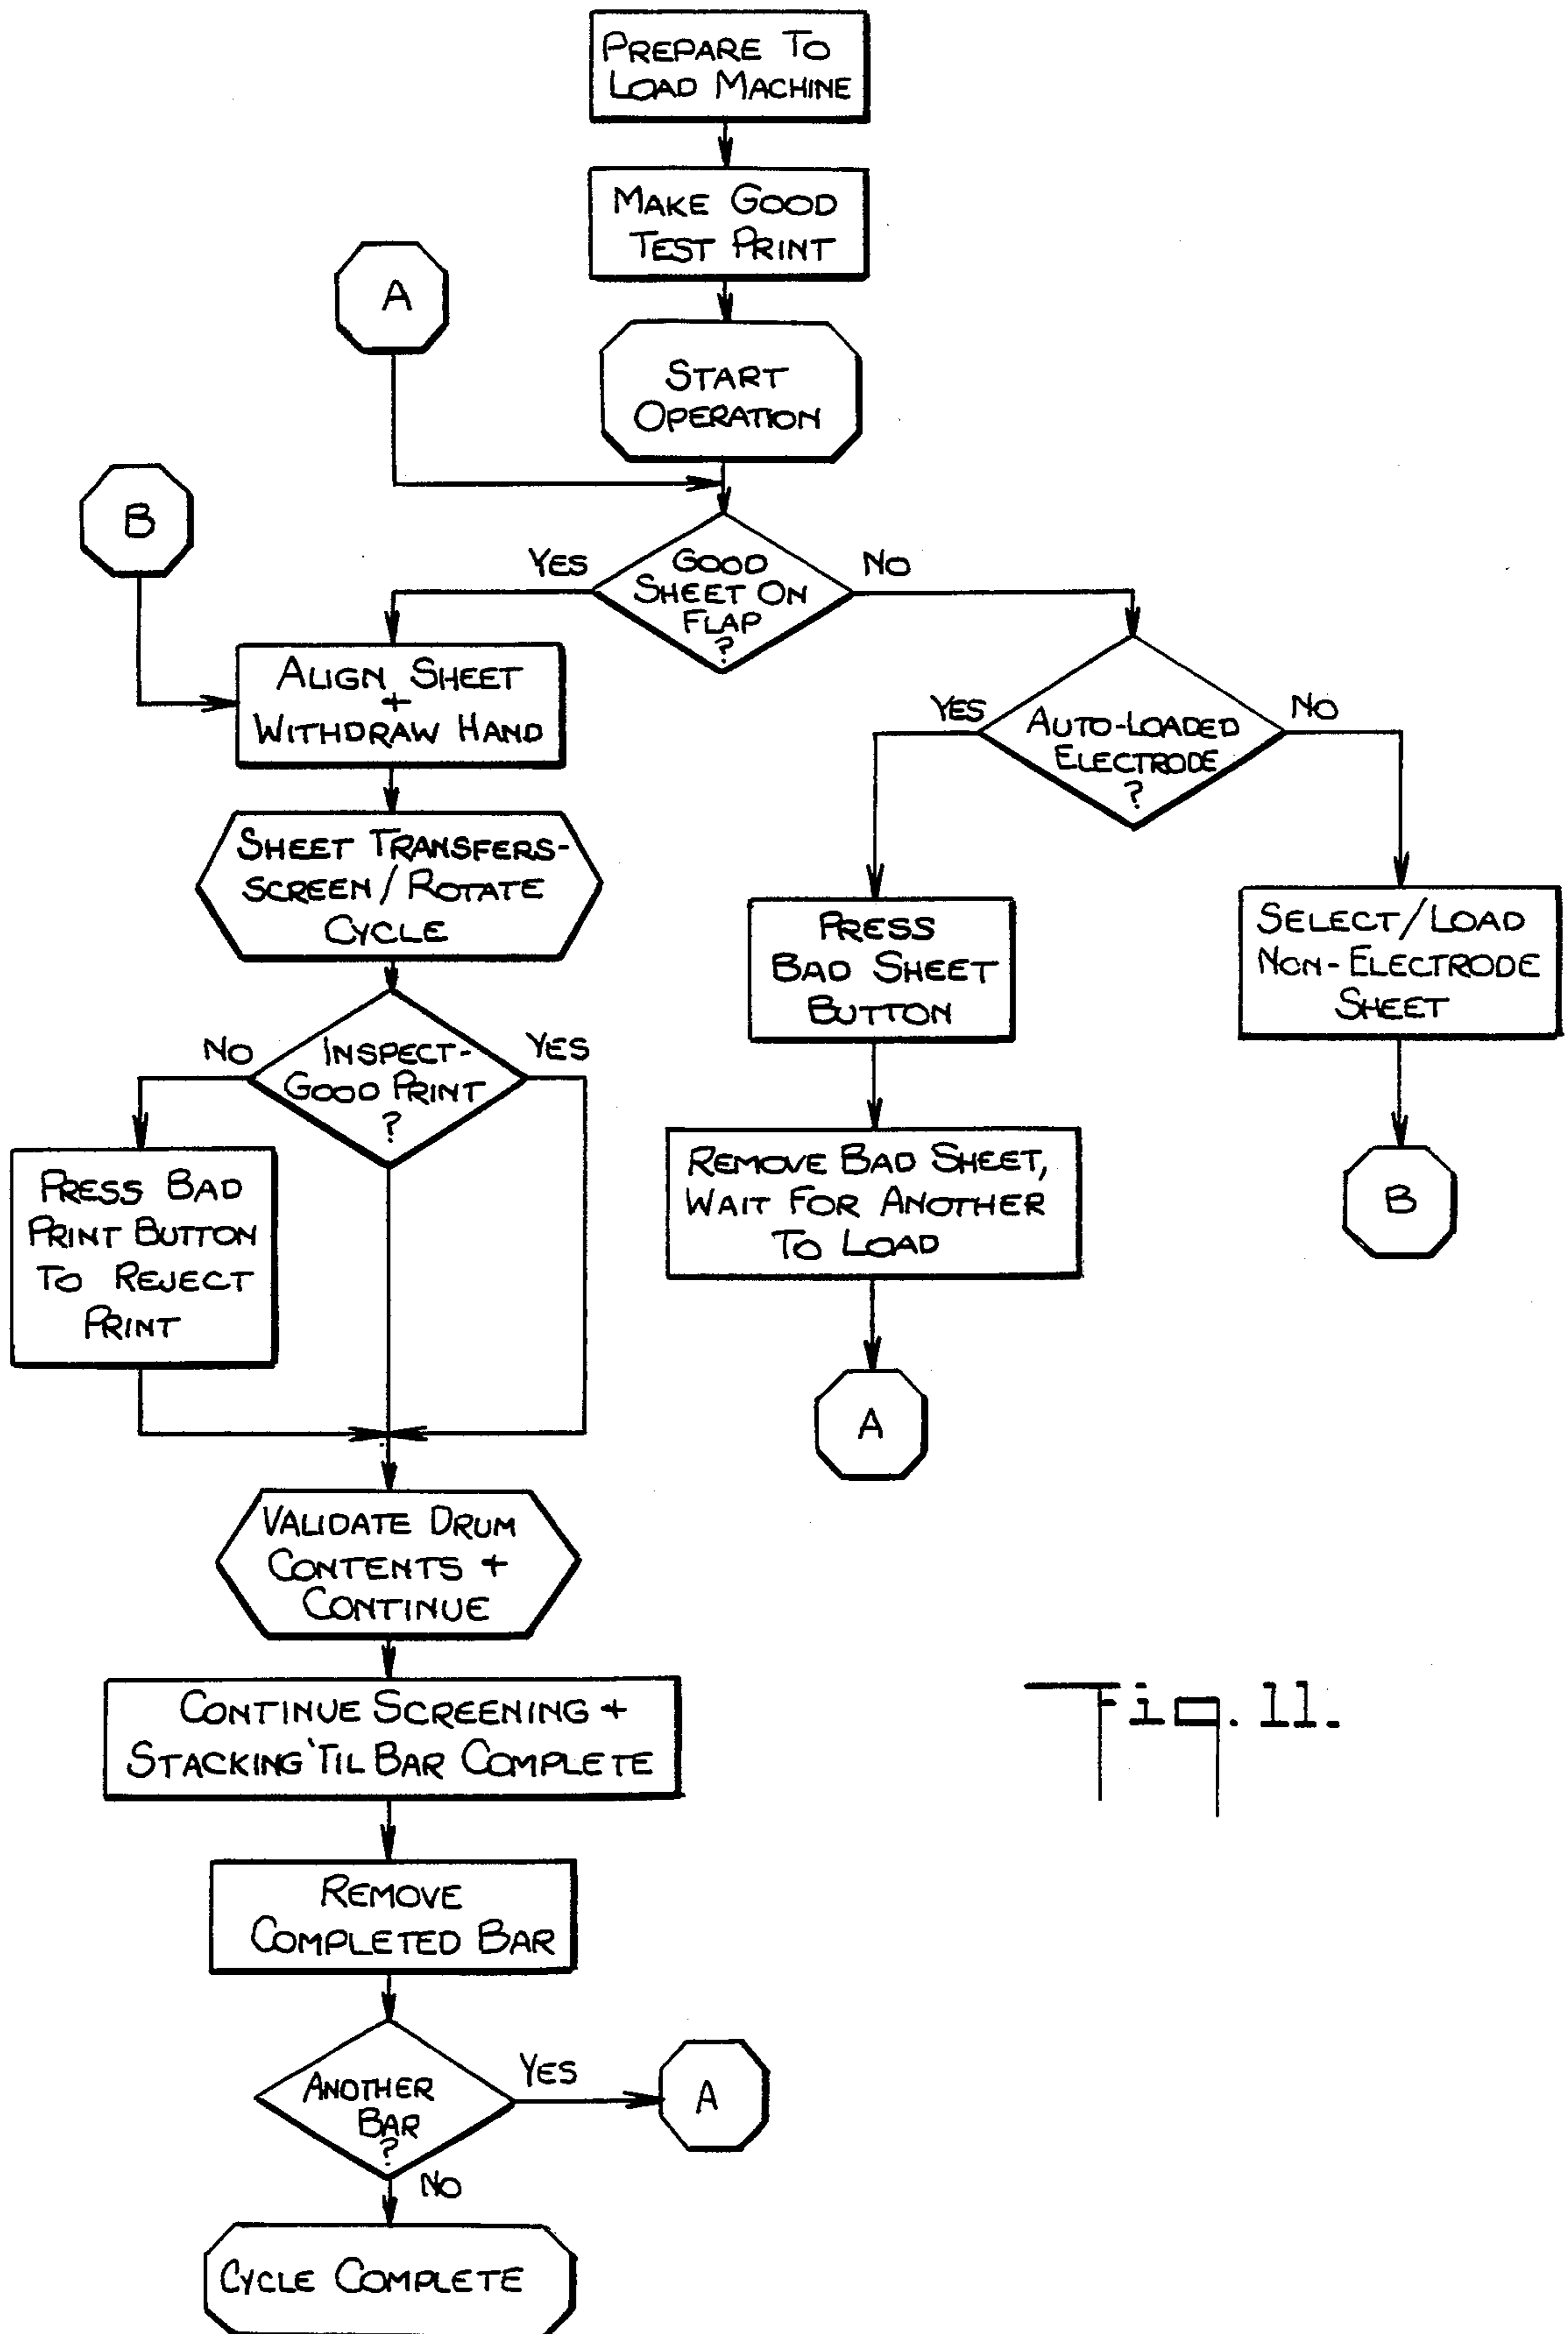 PREPARE TO
LOAD MACHINE
MAKE GOOD
TEST PRINT
A
START
OPERATION
B
YES
GOOD
SHEET ON
FLAP
?
NO
ALIGN SHEET
+
WITHDRAW HAND
YES
AUTO-LOADED
ELECTRODE
?
NO
SHEET TRANSFERS-
SCREEN/ROTATE
CYCLE
PRESS
BAD SHEET
BUTTON
SELECT/LOAD
NON-ELECTRODE
SHEET
NO
INSPECT-
GOOD PRINT
?
YES
PRESS BAD
PRINT BUTTON
TO REJECT
PRINT
REMOVE BAD SHEET,
WAIT FOR ANOTHER
TO LOAD
B
A
VALIDATE DRUM
CONTENTS +
CONTINUE
CONTINUE SCREENING +
STACKING 'TIL BAR COMPLETE
Fig. 11.
REMOVE
COMPLETED BAR
ANOTHER
BAR
?
YES
A
NO
CYCLE COMPLETE